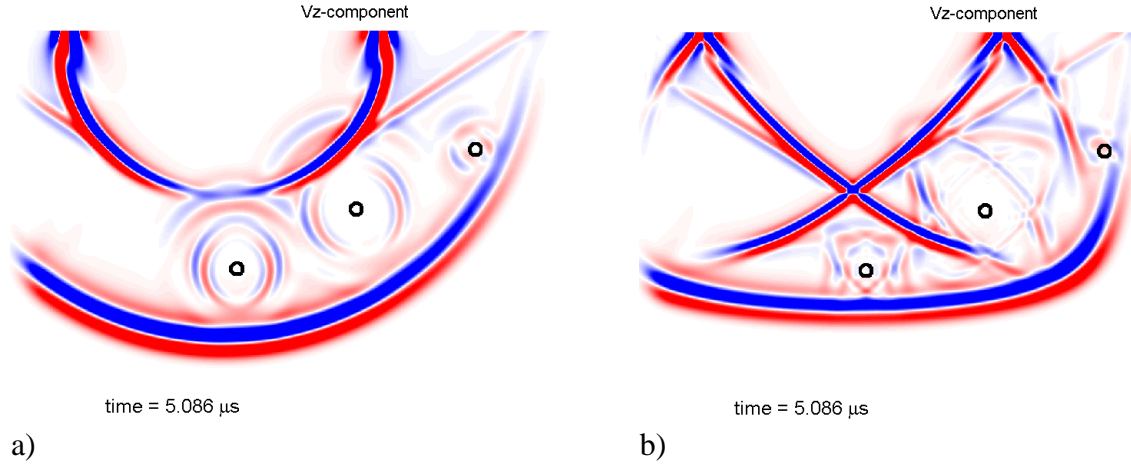 Vz-component
time = 5.086 μs
a)
Vz-component
time = 5.086 μs
b)